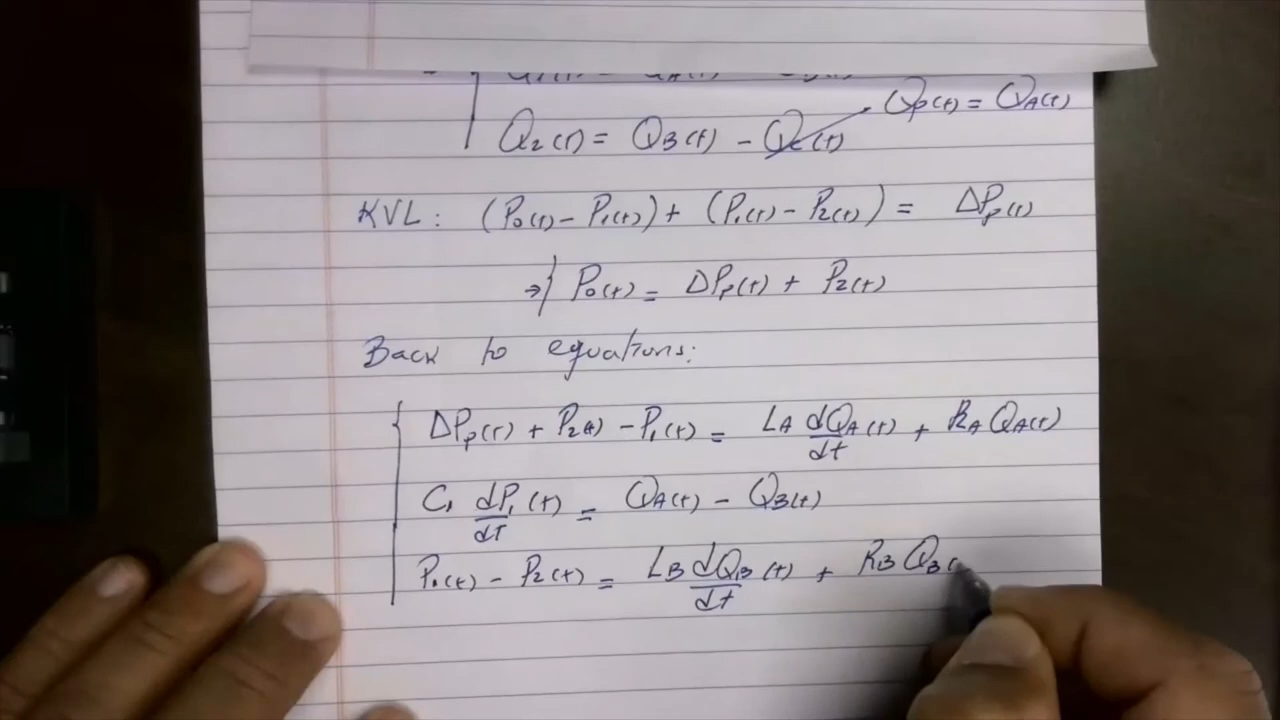 Qp(t) = QA(t)
Q2(t) = QB(t) - Qc(t)
KVL: (P0(t) - P1(t)) + (P1(t) - P2(t)) = ΔPp(t)
→ } P0(t) = ΔPp(t) + P2(t)
Back to equations:
{ ΔPp(t) + P2(t) - P1(t) = LA dQA(t)/dt + RA QA(t)
C1 dP1(t)/dt = QA(t) - QB(t)
P1(t) - P2(t) = LB dQB(t)/dt + RB QB(